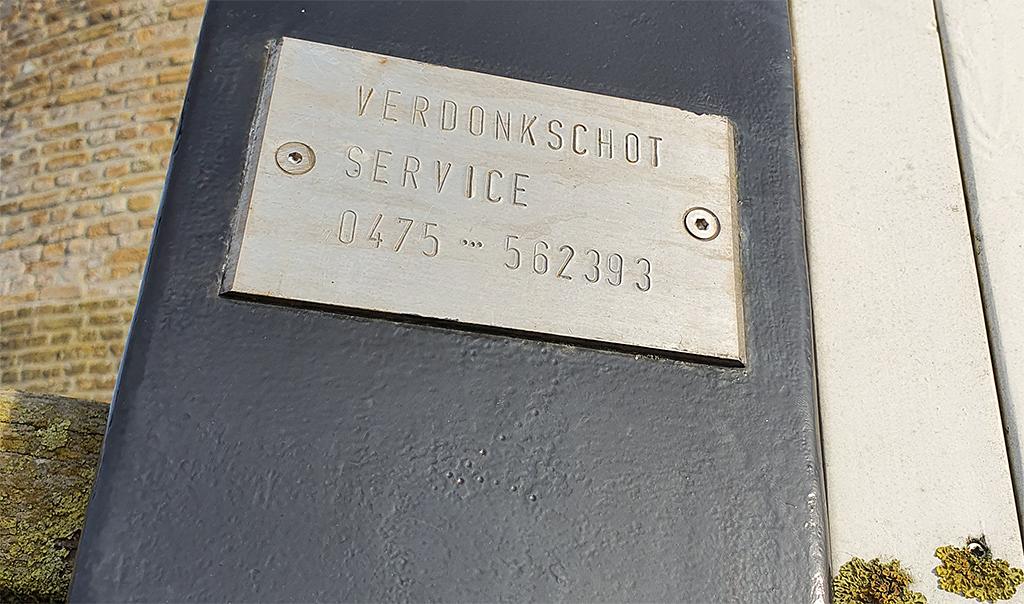 VERDONKSCHOT
SERVICE
0475 ··· 562393